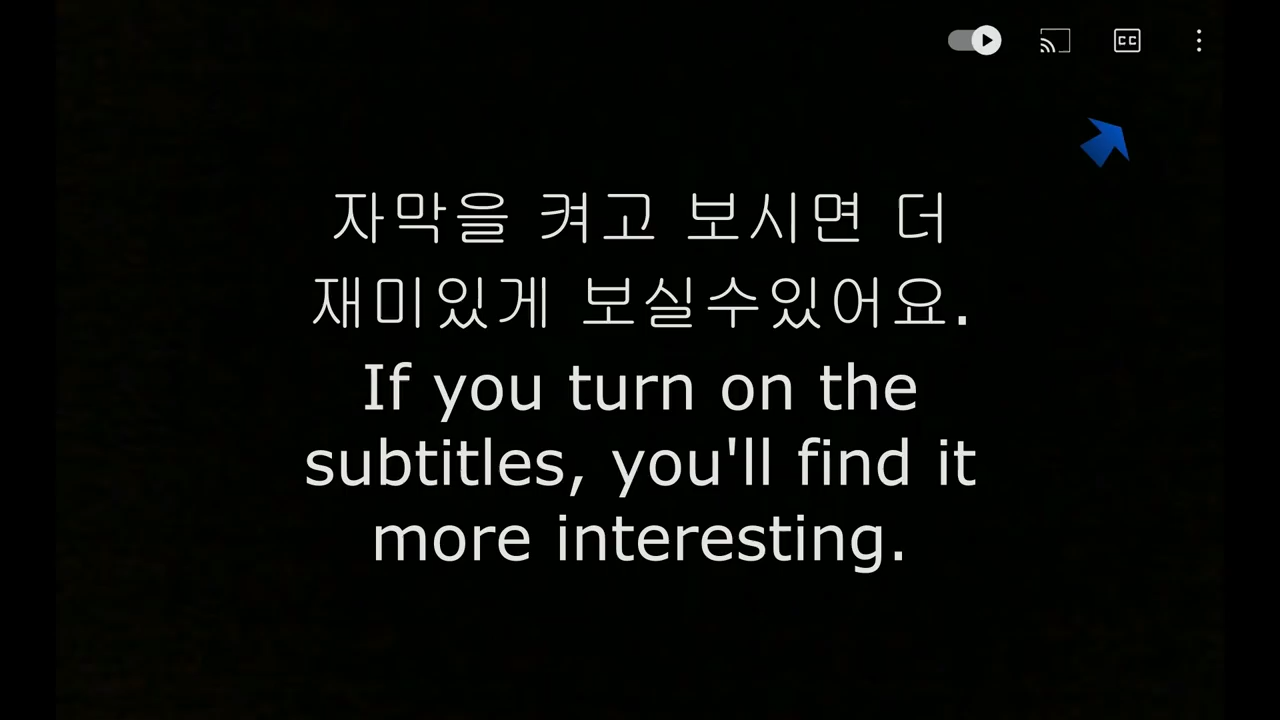 CC
자막을 켜고 보시면 더
재미있게 보실수있어요.
If you turn on the
subtitles, you'll find it
more interesting.